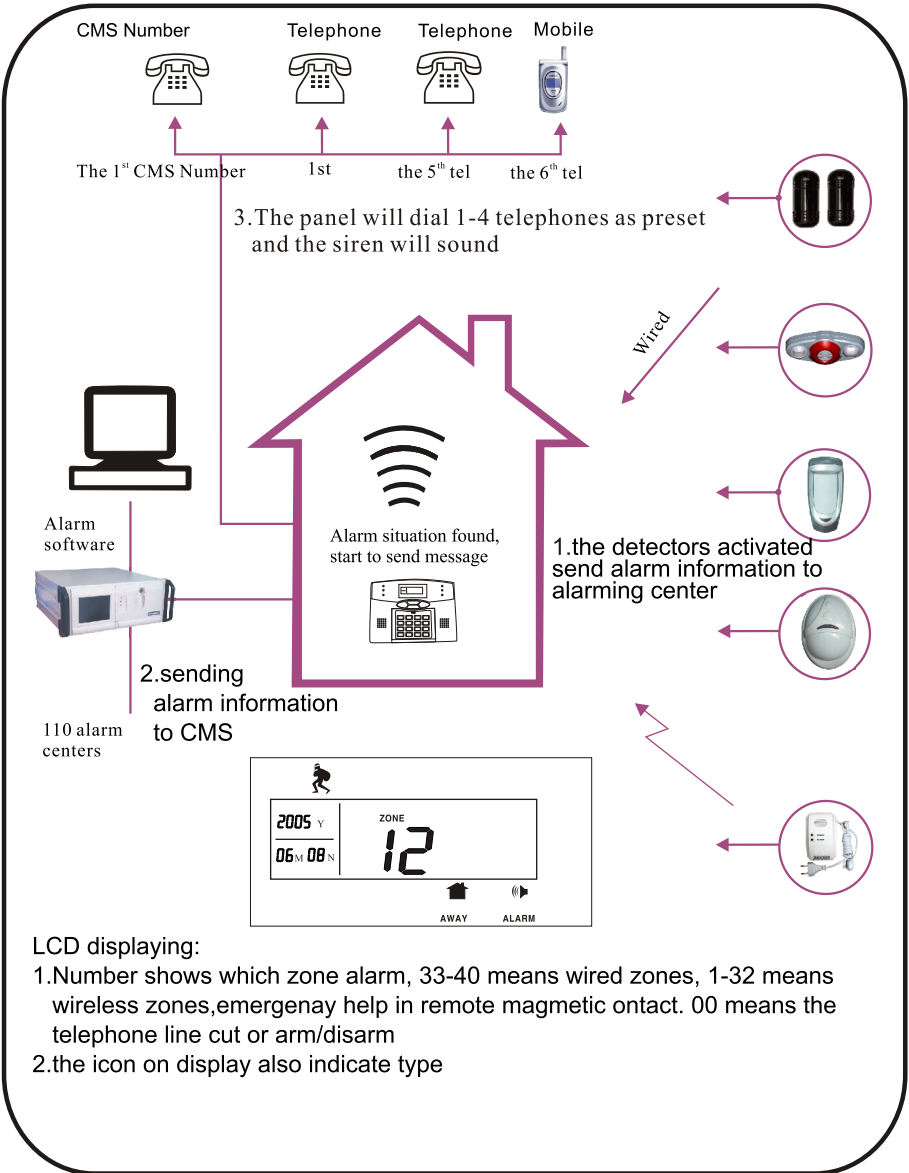 CMS Number
Telephone
Telephone
Mobile
The 1st CMS Number
1st
the 5th tel
the 6th tel
3.The panel will dial 1-4 telephones as preset
and the siren will sound
Wired
Alarm
software
Alarm situation found,
start to send message
1.the detectors activated
send alarm information to
alarming center
2.sending
alarm information
to CMS
110 alarm
centers
2005 Y
06 M 08 N
ZONE
12
AWAY
ALARM
LCD displaying:
1.Number shows which zone alarm, 33-40 means wired zones, 1-32 means
wireless zones,emergenay help in remote magmetic ontact. 00 means the
telephone line cut or arm/disarm
2.the icon on display also indicate type